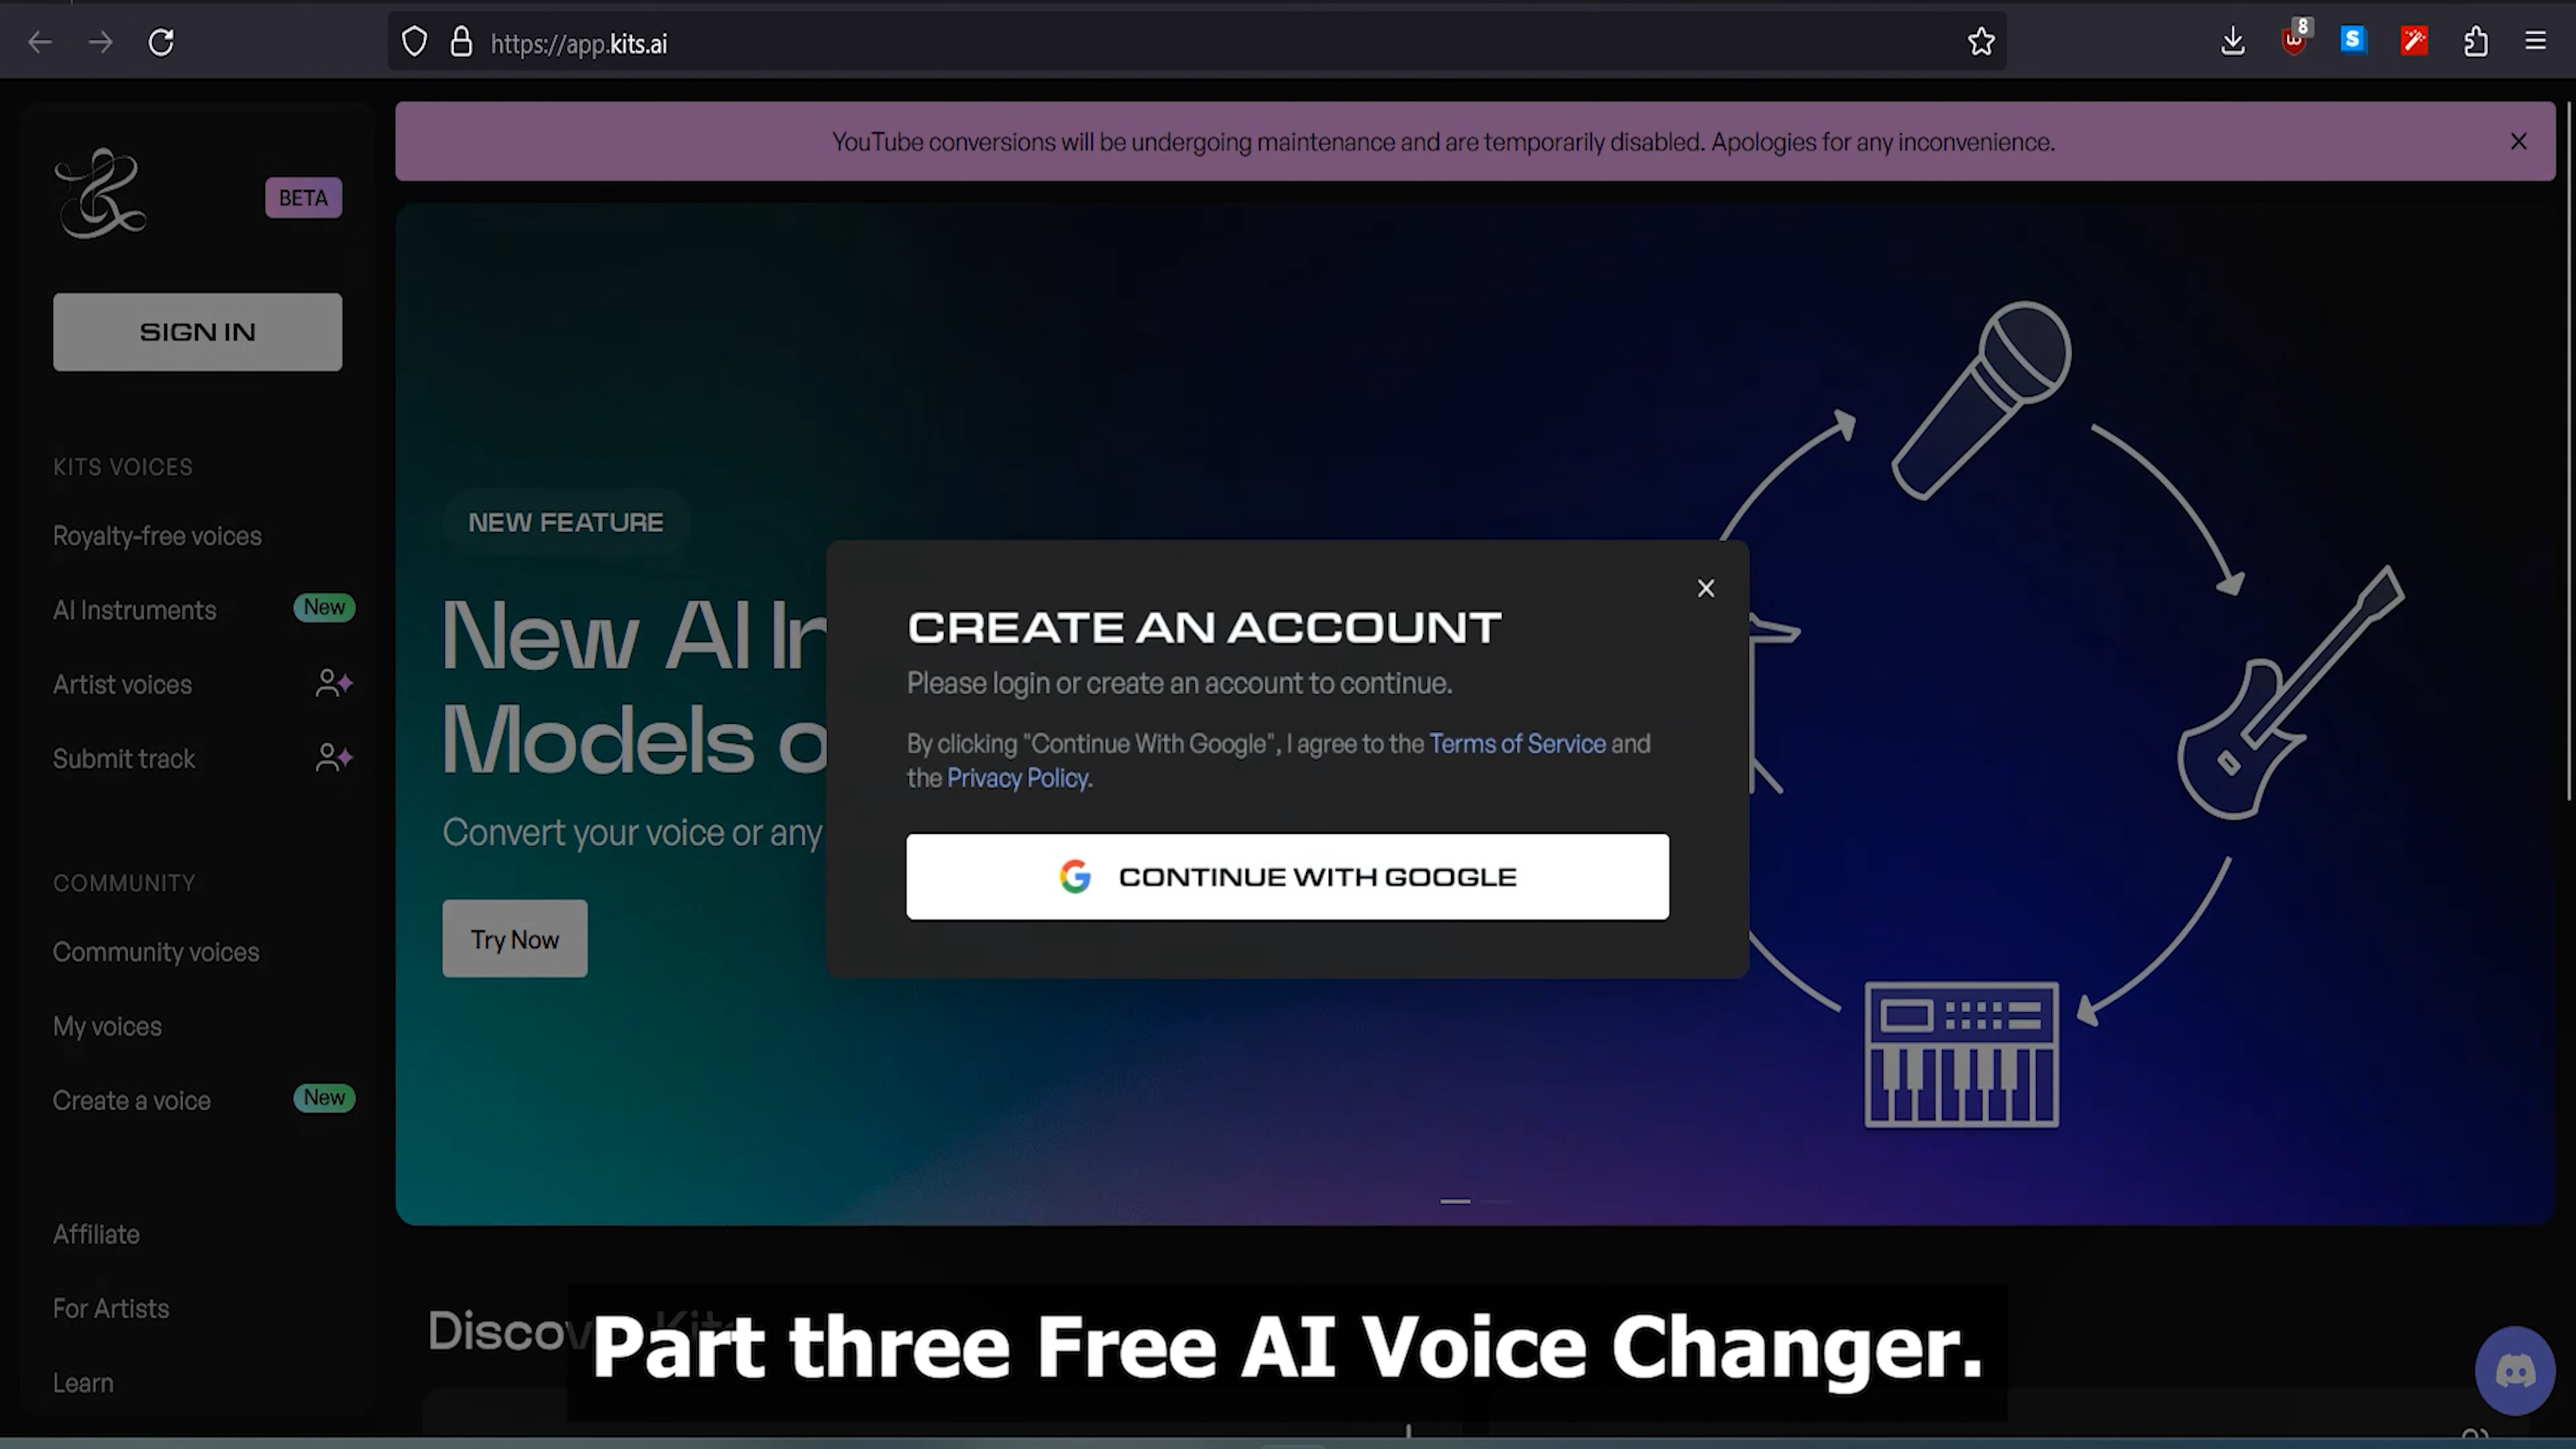 https://app.kits.ai
8
S
YouTube conversions will be undergoing maintenance and are temporarily disabled. Apologies for any inconvenience.
BETA
SIGN IN
KITS VOICES
Royalty-free voices
AI Instruments New
Artist voices
Submit track
COMMUNITY
Community voices
My voices
Create a voice New
Affiliate
For Artists
Learn
NEW FEATURE
New AI In
Models o
Convert your voice or any
Try Now
CREATE AN ACCOUNT
Please login or create an account to continue.
By clicking "Continue With Google", I agree to the Terms of Service and
the Privacy Policy.
CONTINUE WITH GOOGLE
Discov Kit
Part three Free AI Voice Changer.